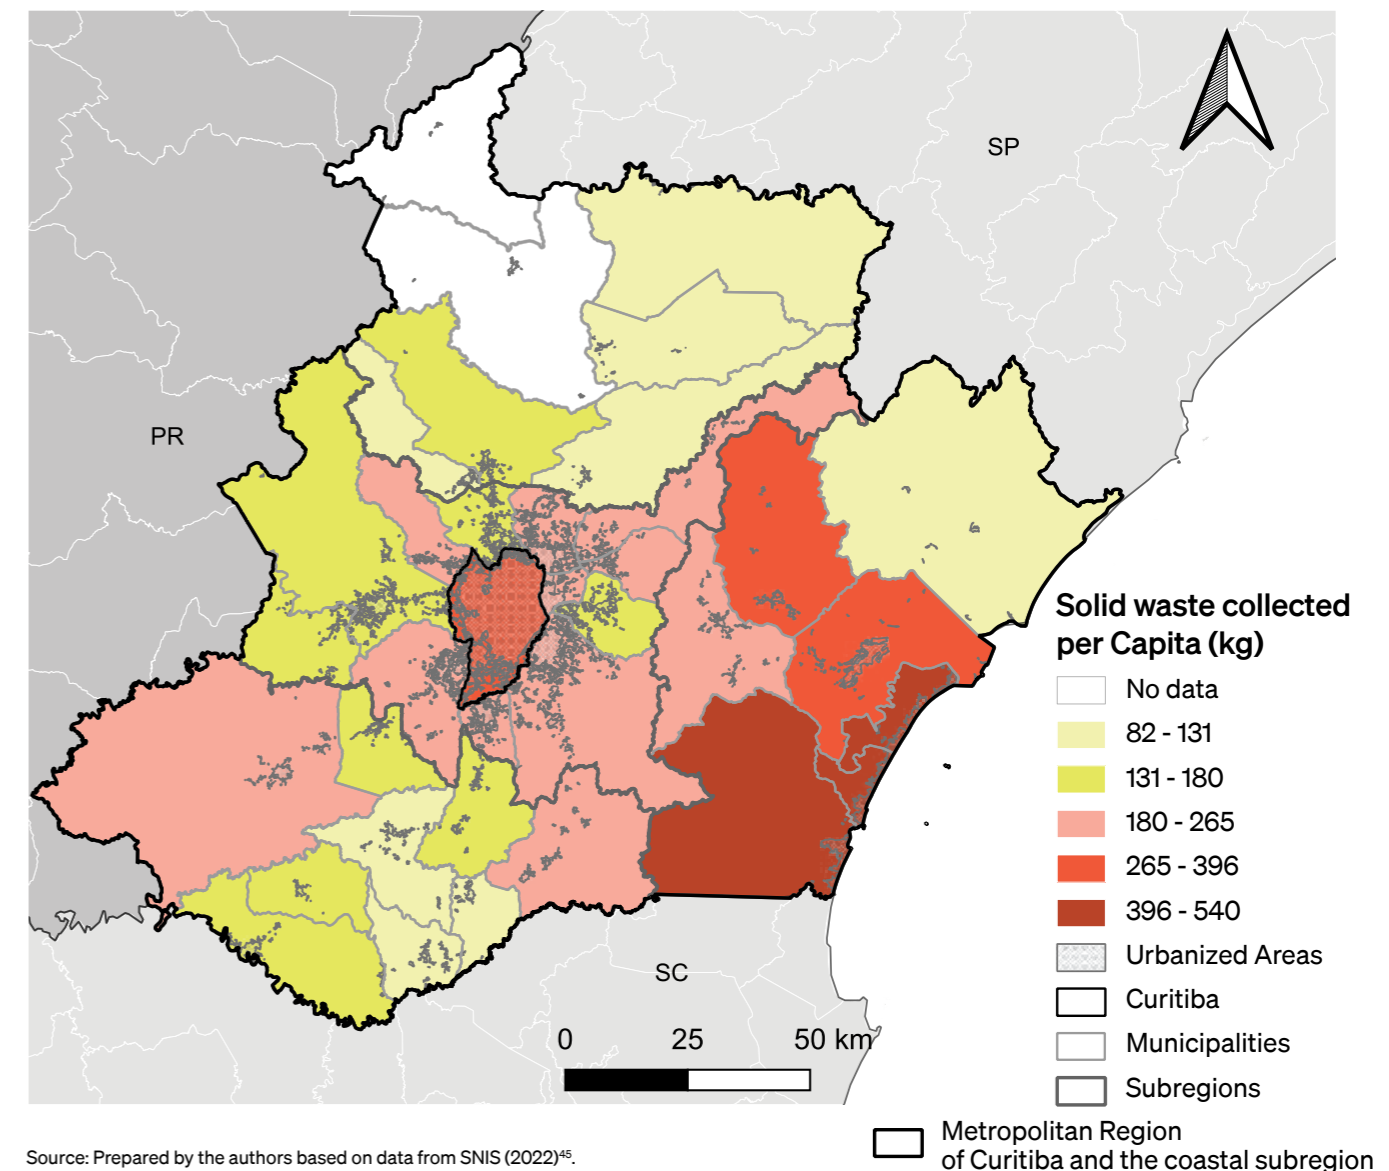 SP
PR
SC
Solid waste collected
per Capita (kg)
No data
82 - 131
131 - 180
180 - 265
265 - 396
396 - 540
Urbanized Areas
Curitiba
Municipalities
Subregions
Metropolitan Region
of Curitiba and the coastal subregion
0 25 50 km
Source: Prepared by the authors based on data from SNIS (2022)⁴⁵.